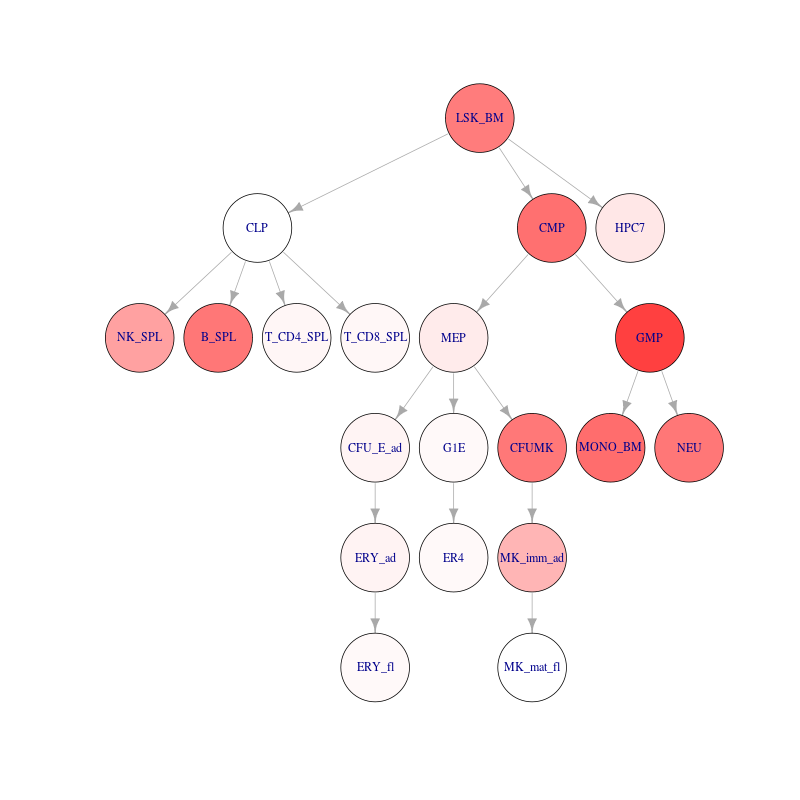 LSK_BM
CLP
CMP
HPC7
NK_SPL
B_SPL
T_CD4_SPL
T_CD8_SPL
MEP
GMP
CFU_E_ad
G1E
CFUMK
MONO_BM
NEU
ERY_ad
ER4
MK_imm_ad
ERY_fl
MK_mat_fl